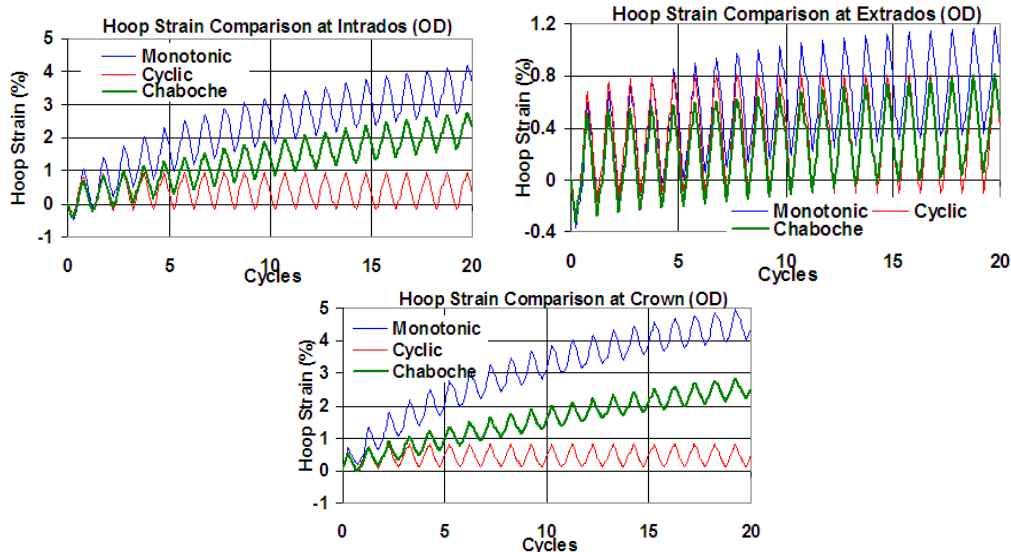 Hoop Strain Comparison at Intrados (OD)
Hoop Strain (%)
5
4
3
2
1
0
-1
Monotonic
Cyclic
Chaboche
0
5
10
15
20
Cycles
Hoop Strain Comparison at Extrados (OD)
Hoop Strain (%)
1.2
0.8
0.4
0
-0.4
Monotonic
Cyclic
Chaboche
0
5
10
15
20
Cycles
Hoop Strain Comparison at Crown (OD)
Hoop Strain (%)
5
4
3
2
1
0
-1
Monotonic
Cyclic
Chaboche
0
5
10
15
20
Cycles